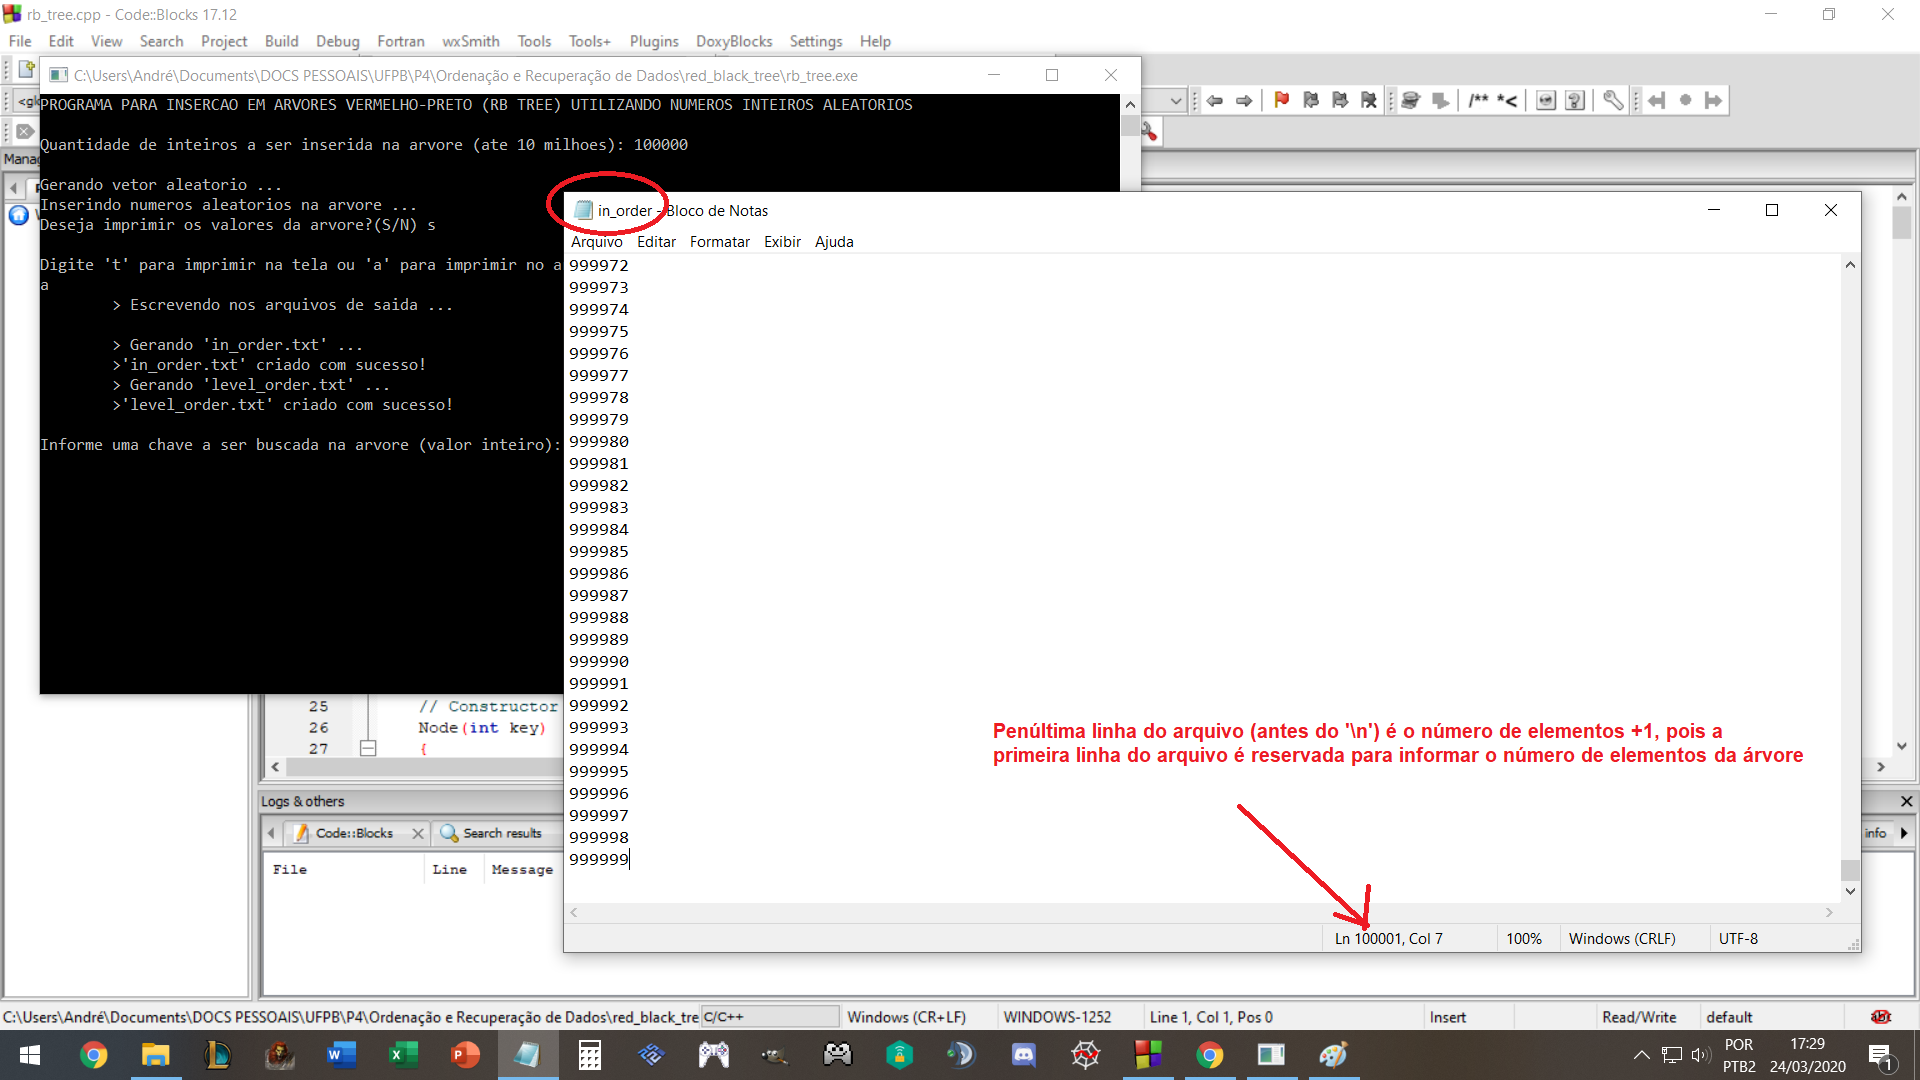 rb_tree.cpp - Code::Blocks 17.12
File Edit View Search Project Build Debug Fortran wxSmith Tools Tools+ Plugins DoxyBlocks Settings Help
C:\Users\André\Documents\DOCS PESSOAIS\UFPB\P4\Ordenação e Recuperação de Dados\red_black_tree\rb_tree.exe
/** *<
PROGRAMA PARA INSERCAO EM ARVORES VERMELHO-PRETO (RB TREE) UTILIZANDO NUMEROS INTEIROS ALEATORIOS
Quantidade de inteiros a ser inserida na arvore (ate 10 milhoes): 100000
Gerando vetor aleatorio ...
Inserindo numeros aleatorios na arvore ...
Deseja imprimir os valores da arvore?(S/N) s
Digite 't' para imprimir na tela ou 'a' para imprimir no a
a
> Escrevendo nos arquivos de saida ...
> Gerando 'in_order.txt' ...
>'in_order.txt' criado com sucesso!
> Gerando 'level_order.txt' ...
>'level_order.txt' criado com sucesso!
Informe uma chave a ser buscada na arvore (valor inteiro):
in_order - Bloco de Notas
Arquivo Editar Formatar Exibir Ajuda
999972
999973
999974
999975
999976
999977
999978
999979
999980
999981
999982
999983
999984
999985
999986
999987
999988
999989
999990
999991
999992
999993
999994
999995
999996
999997
999998
999999
Penúltima linha do arquivo (antes do '\n') é o número de elementos +1, pois a
primeira linha do arquivo é reservada para informar o número de elementos da árvore
Ln 100001, Col 7 100% Windows (CRLF) UTF-8
25 // Constructor
26 Node(int key)
27 {
Logs & others
Code::Blocks Search results info
File Line Message
C:\Users\André\Documents\DOCS PESSOAIS\UFPB\P4\Ordenação e Recuperação de Dados\red_black_tre C/C++ Windows (CR+LF) WINDOWS-1252 Line 1, Col 1, Pos 0 Insert Read/Write default
POR
PTB2
17:29
24/03/2020
1